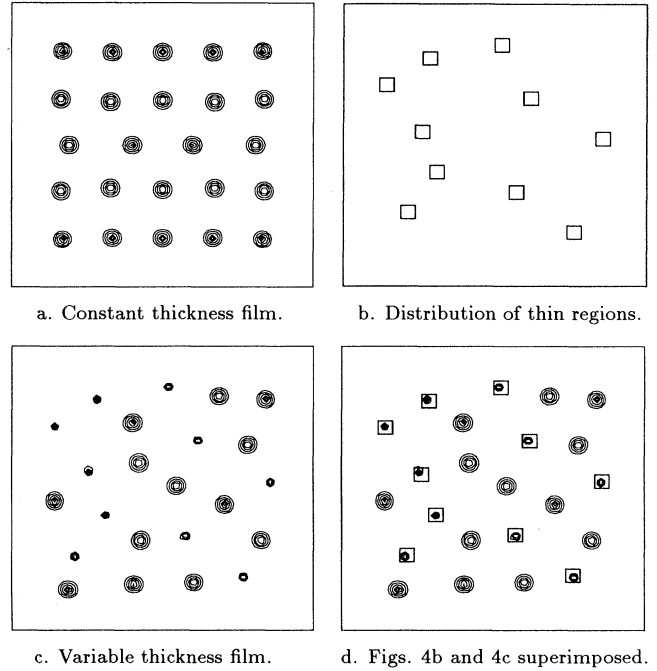 a. Constant thickness film.
b. Distribution of thin regions.
c. Variable thickness film.
d. Figs. 4b and 4c superimposed.